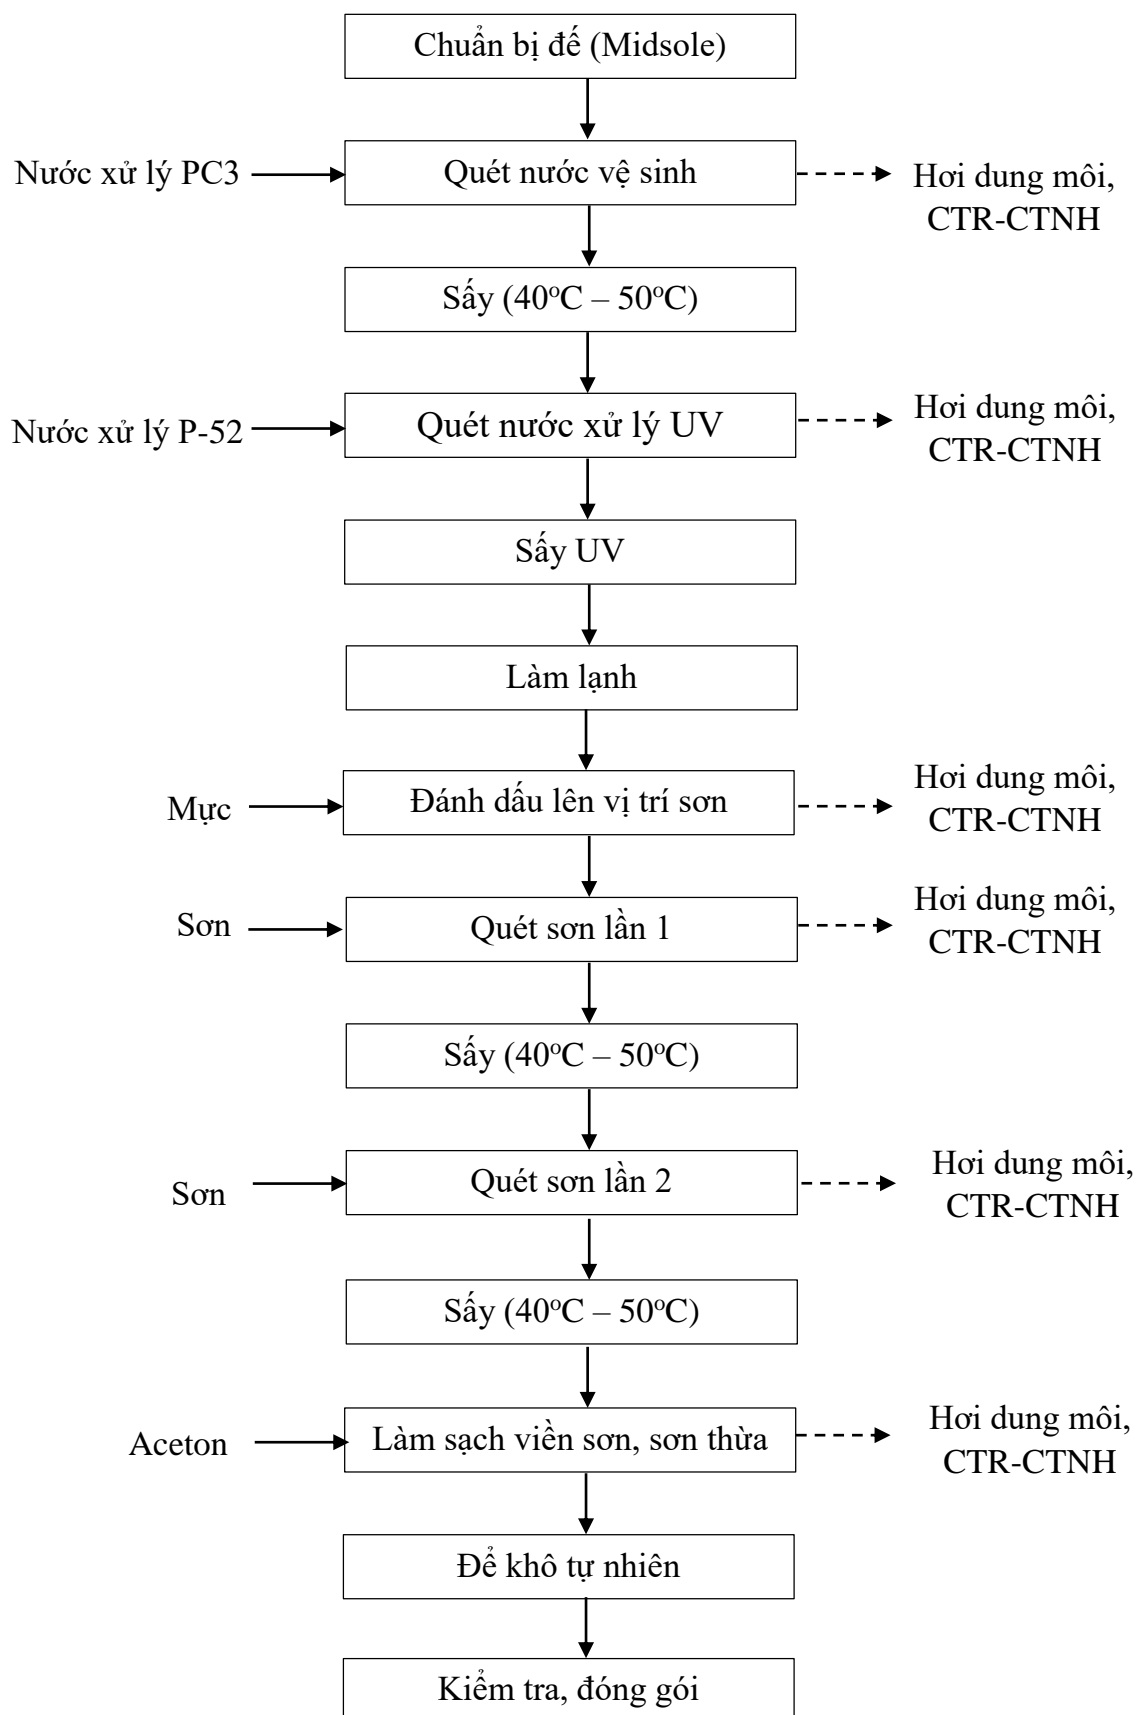 Chuẩn bị đế (Midsole)
Nước xử lý PC3
Quét nước vệ sinh
Hơi dung môi,
CTR-CTNH
Sấy (40°C – 50°C)
Nước xử lý P-52
Quét nước xử lý UV
Hơi dung môi,
CTR-CTNH
Sấy UV
Làm lạnh
Mực
Đánh dấu lên vị trí sơn
Hơi dung môi,
CTR-CTNH
Sơn
Quét sơn lần 1
Hơi dung môi,
CTR-CTNH
Sấy (40°C – 50°C)
Sơn
Quét sơn lần 2
Hơi dung môi,
CTR-CTNH
Sấy (40°C – 50°C)
Aceton
Làm sạch viền sơn, sơn thừa
Hơi dung môi,
CTR-CTNH
Để khô tự nhiên
Kiểm tra, đóng gói